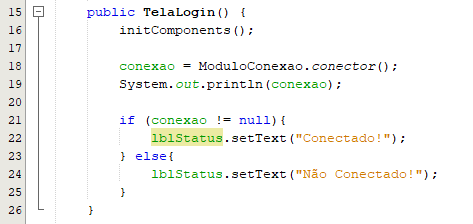 15 public TelaLogin() {
16 initComponents();
17
18 conexao = ModuloConexao.conector();
19 System.out.println(conexao);
20
21 if (conexao != null){
22 lblStatus.setText("Conectado!");
23 } else{
24 lblStatus.setText("Não Conectado!");
25 }
26 }